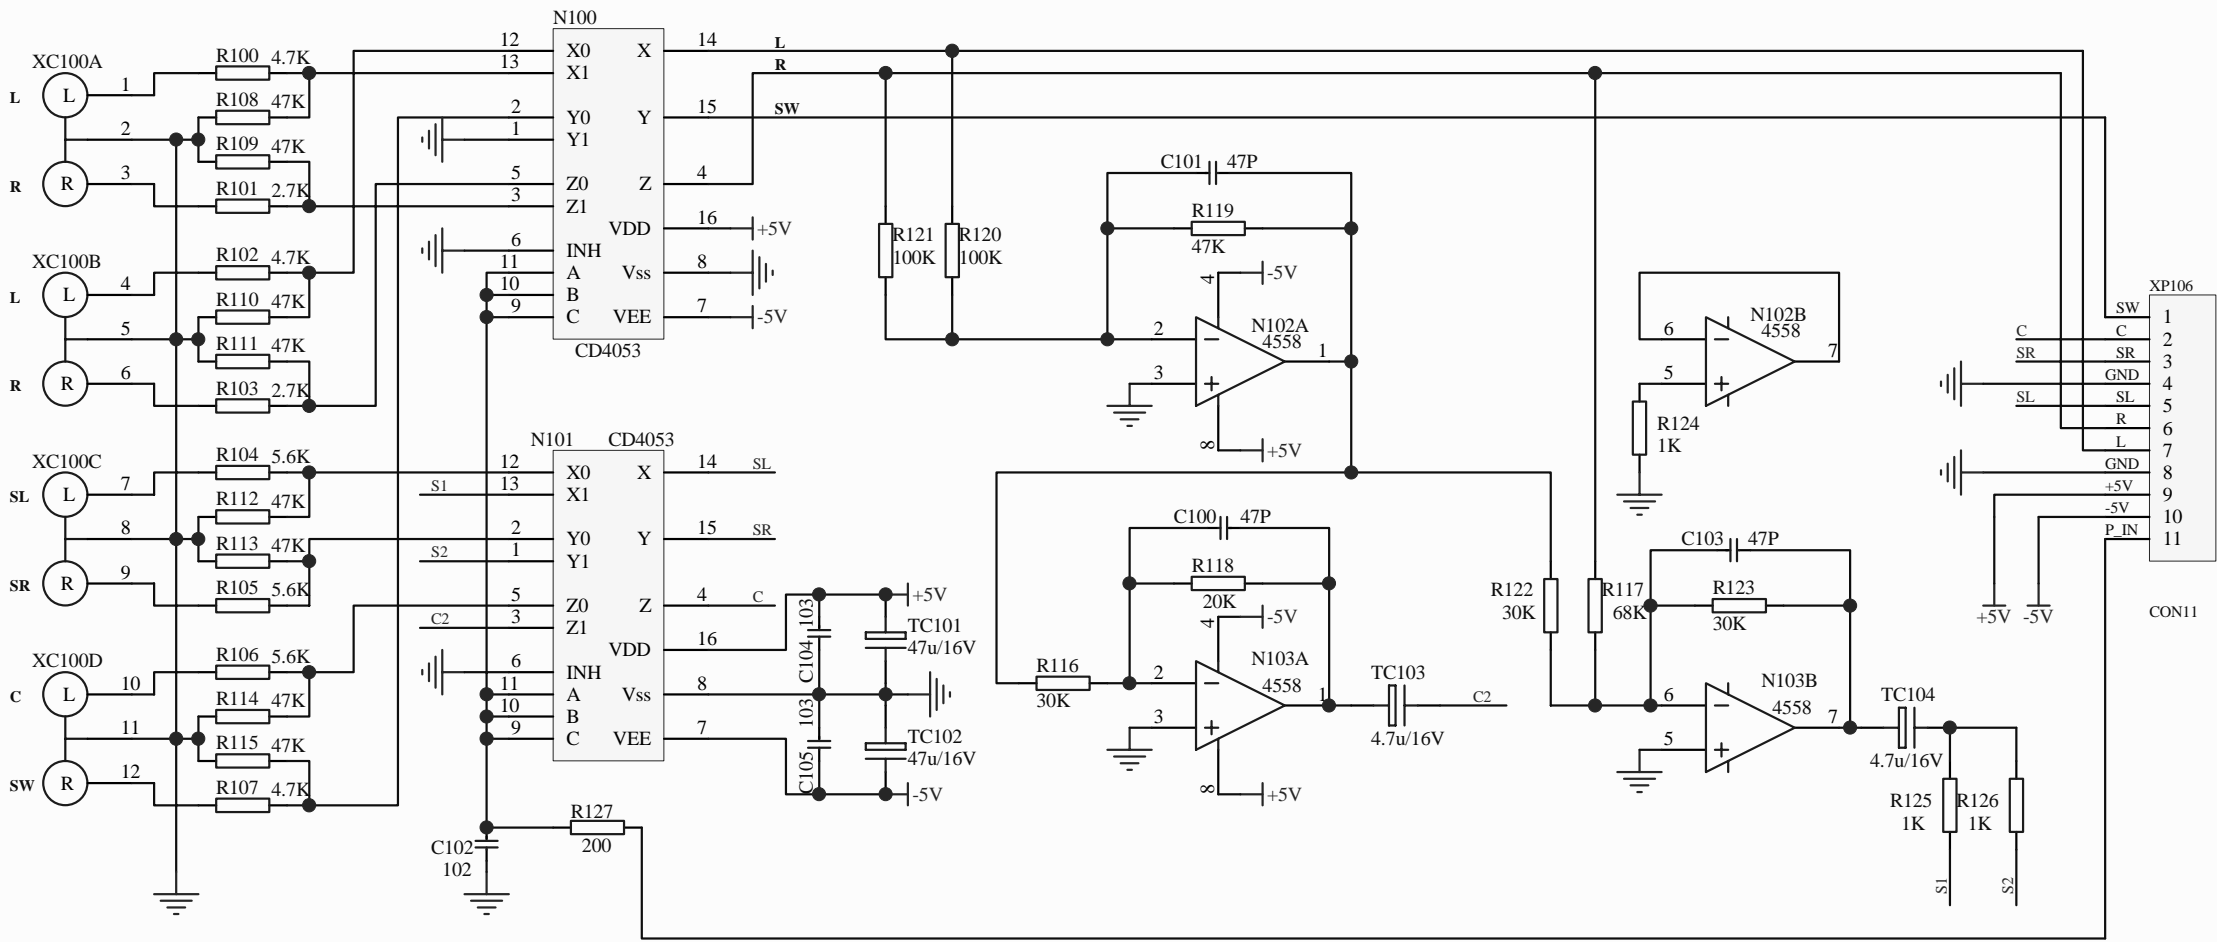 N100
12 X0 X 14 L
13 X1 R
2 Y0 Y 15 SW
1 Y1
5 Z0 Z 4
3 Z1
VDD 16 +5V
6 INH
11 A Vss 8
10 B
9 C VEE 7 -5V
CD4053
XC100A
L L 1
2
R R 3
R100 4.7K
R108 47K
R109 47K
R101 2.7K
XC100B
L L 4
5
R R 6
R102 4.7K
R110 47K
R111 47K
R103 2.7K
XC100C
SL L 7
8
SR R 9
R104 5.6K
R112 47K
R113 47K
R105 5.6K
XC100D
C L 10
11
SW R 12
R106 5.6K
R114 47K
R115 47K
R107 4.7K
N101 CD4053
12 X0 X 14 SL
S1 13 X1
2 Y0 Y 15 SR
S2 1 Y1
5 Z0 Z 4 C
C2 3 Z1
VDD 16
6 INH
11 A Vss 8
10 B
9 C VEE 7
C104 103
C105 103
+5V
TC101
47u/16V
TC102
47u/16V
-5V
R127
200
C102
102
R121
100K
R120
100K
C101 47P
R119
47K
4 -5V
N102A
4558
2 −
1
3 +
8 +5V
C100 47P
R118
20K
4 -5V
N103A
4558
R116
30K
2 −
1
3 +
8 +5V
TC103
4.7u/16V
C2
N102B
4558
6 −
7
5 +
R124
1K
R122
30K
R117
68K
C103 47P
R123
30K
N103B
4558
6 −
7
5 +
TC104
4.7u/16V
R125
1K
R126
1K
S1
S2
XP106
SW 1
C C 2
SR SR 3
GND 4
SL SL 5
R 6
L 7
GND 8
+5V 9
-5V 10
P_IN 11
+5V -5V
CON11